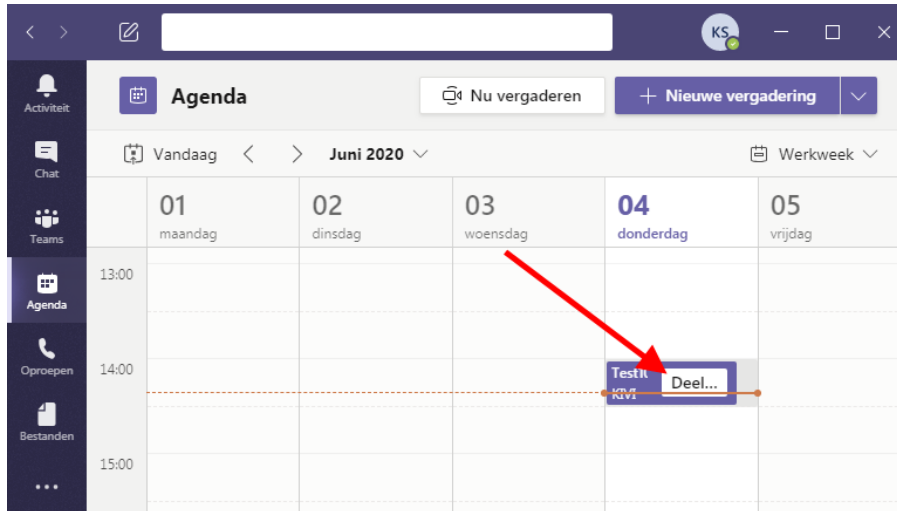 KS
Activiteit
Agenda
Nu vergaderen
+ Nieuwe vergadering
Chat
Vandaag < > Juni 2020
Werkweek
Teams
01
maandag
02
dinsdag
03
woensdag
04
donderdag
05
vrijdag
Agenda
13:00
Oproepen
14:00
Deel...
KIVI
Bestanden
15:00
...